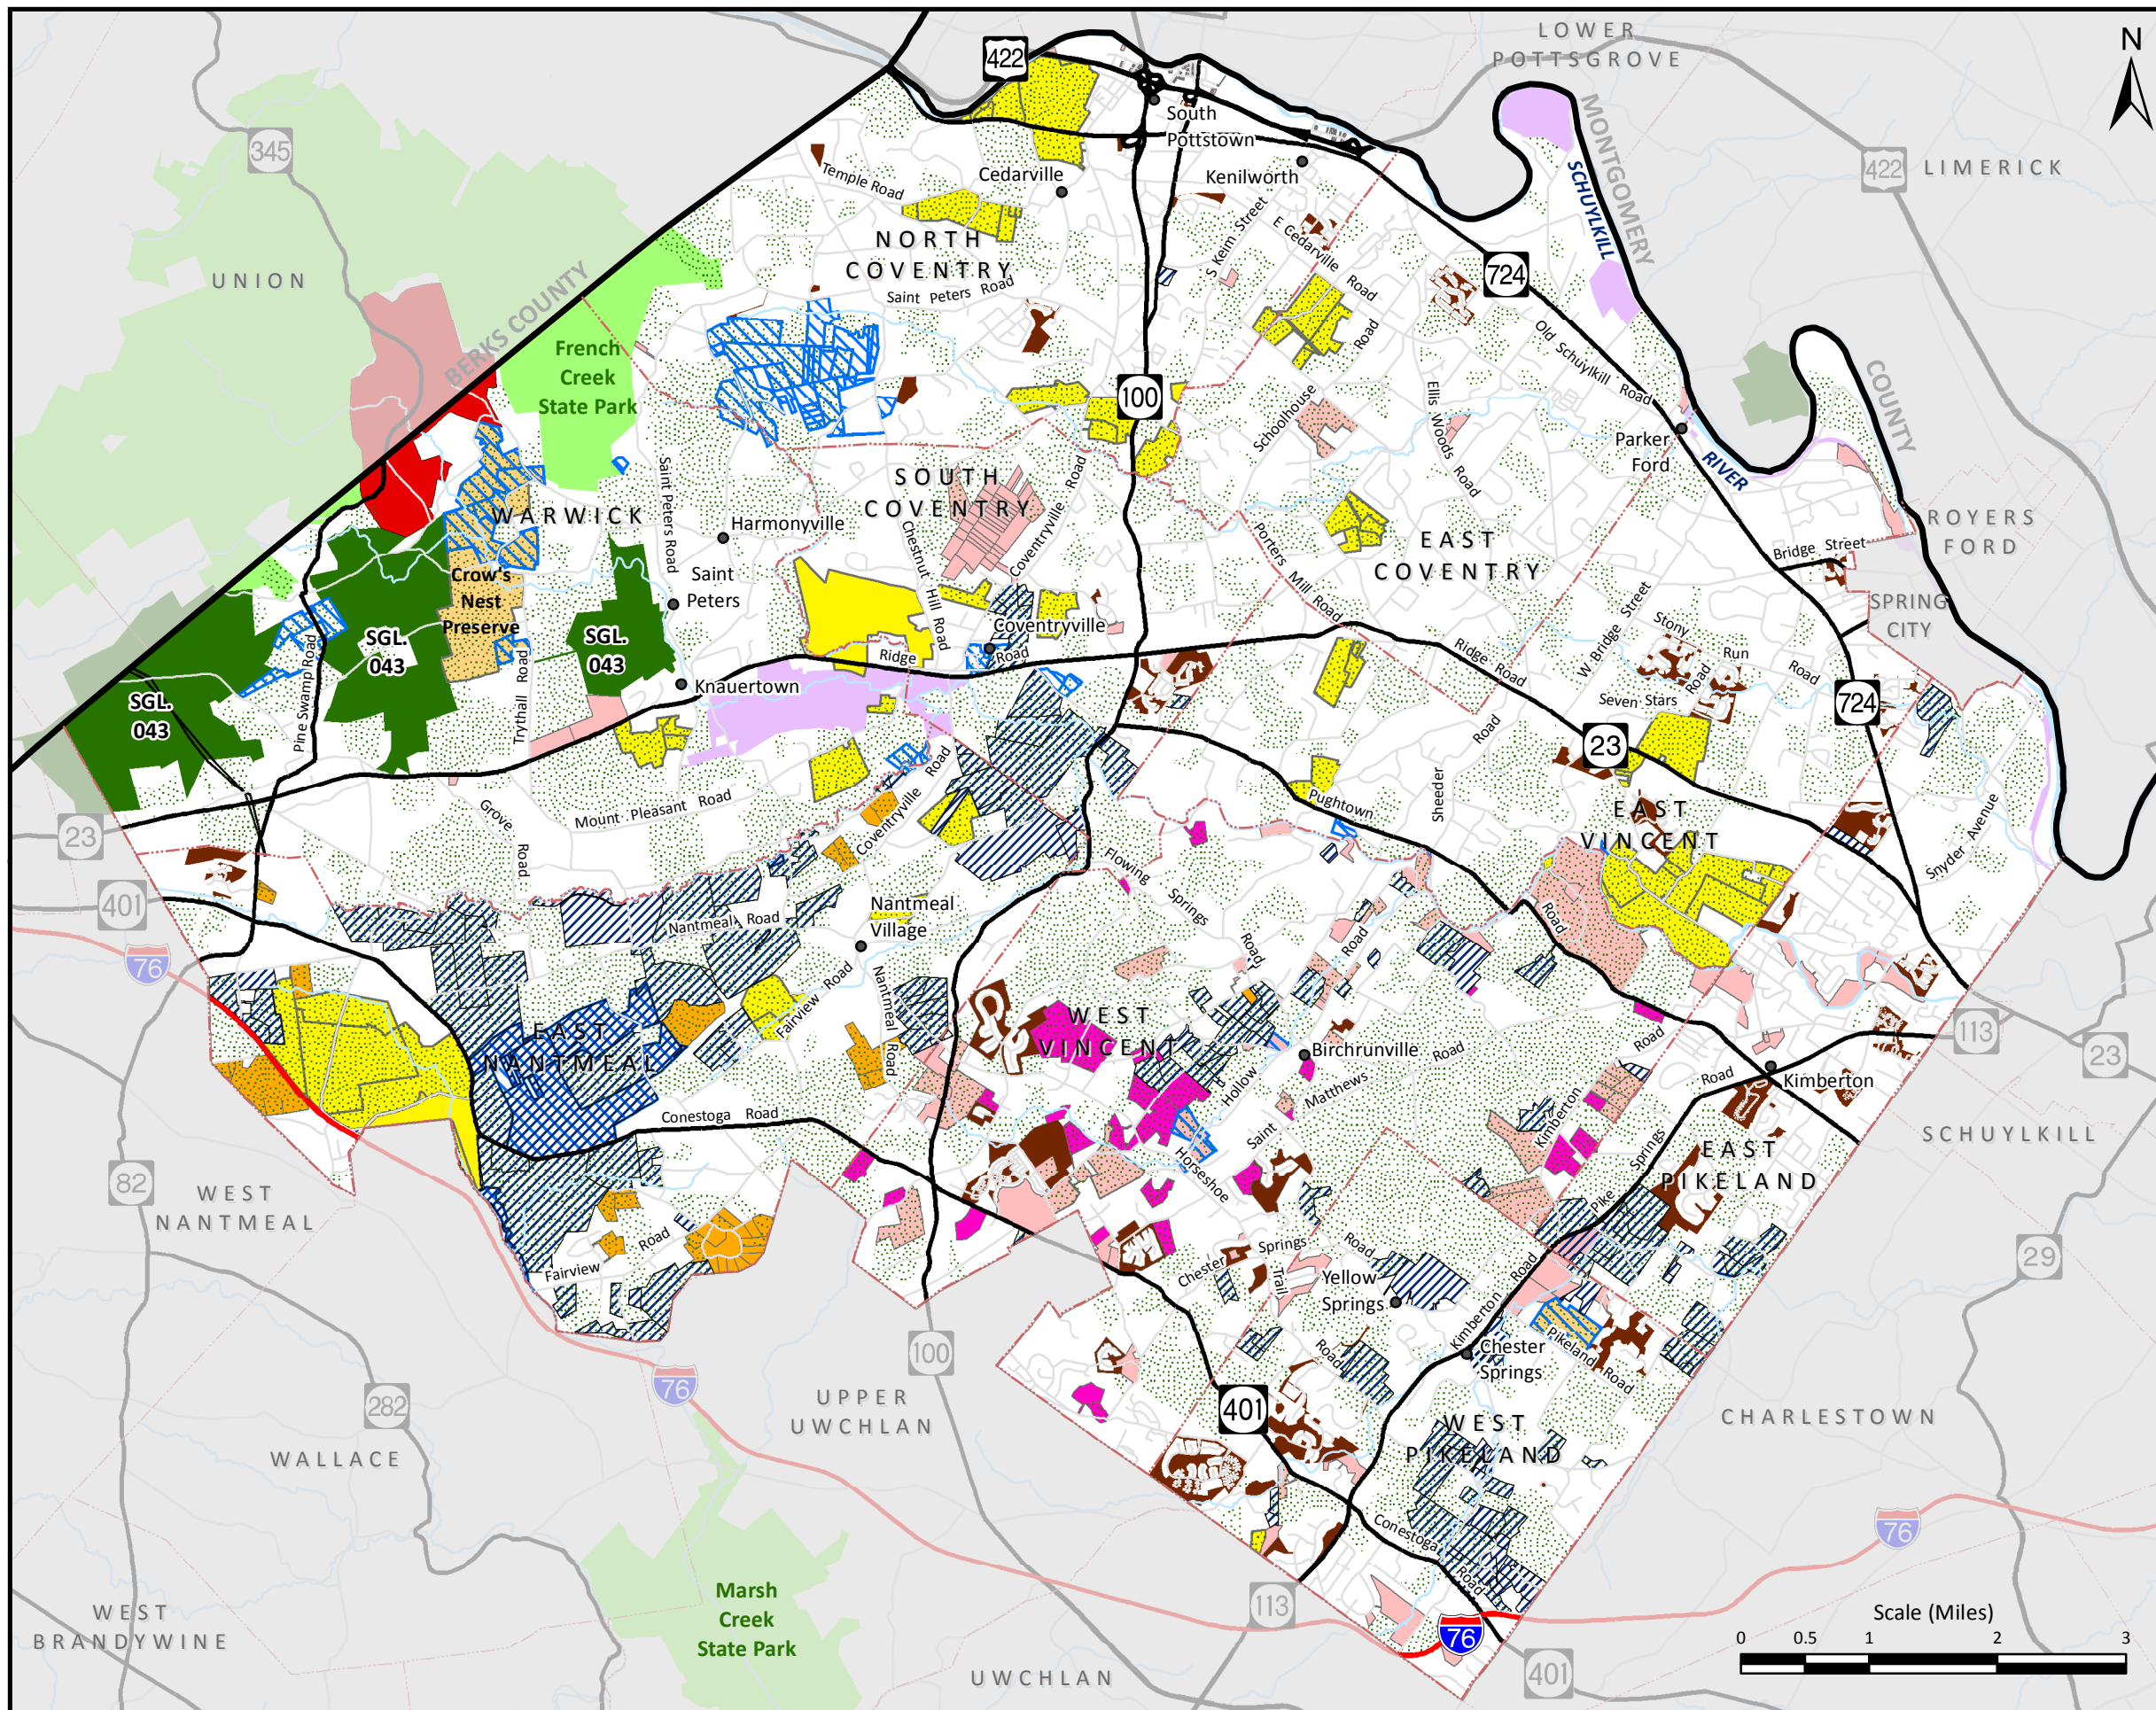 LOWER
POTTSGROVE
N
422
South
Pottstown
MONTGOMERY
345
Cedarville
Kenilworth
422
LIMERICK
Temple Road
SCHUYLKILL
S Keim Street
E Cedarville Road
NORTH
COVENTRY
UNION
724
Saint Peters Road
BERKS COUNTY
French
Creek
State Park
Road
Old Schuylkill Road
100
COUNTY
Schoolhouse
Ellis Woods Road
Parker
Ford
RIVER
Saint Peters Road
SOUTH
COVENTRY
Coventryville Road
WARWICK
Harmonyville
Chestnut Hill Road
Porters Mill Road
EAST
COVENTRY
ROYERS
FORD
Bridge Street
Crow's
Nest
Preserve
Saint
Peters
SPRING
CITY
W Bridge Street
Stony Run Road
SGL.
043
SGL.
043
Pine Swamp Road
Trythall Road
Coventryville
Ridge Road
Ridge Road
Knauertown
SGL.
043
Seven Stars Road
724
23
Road
Sheeder
Pughtown
Road
Coventryville
Mount Pleasant Road
Grove
Road
EAST
VINCENT
Snyder Avenue
23
Flowing
Springs
Road
401
Nantmeal
Village
Nantmeal Road
Road
Road
76
Fairview Road
Nantmeal
Road
WEST
VINCENT
EAST
NANTMEAL
Birchrunville
Hollow
Matthews Road
Road
Kimberton
113
23
Road
Kimberton
Conestoga Road
Saint
Horseshoe
Springs
Pike
SCHUYLKILL
EAST
PIKELAND
82
WEST
NANTMEAL
Road
Fairview
Chester Springs
Trail
Road
Yellow
Springs
Road
Kimberton
29
Pikeland Road
Road
Chester
Springs
100
76
282
UPPER
UWCHLAN
401
WEST
PIKELAND
CHARLESTOWN
WALLACE
76
Conestoga
Road
Marsh
Creek
State Park
113
WEST
BRANDYWINE
76
Scale (Miles)
0 0.5 1 2 3
UWCHLAN
401